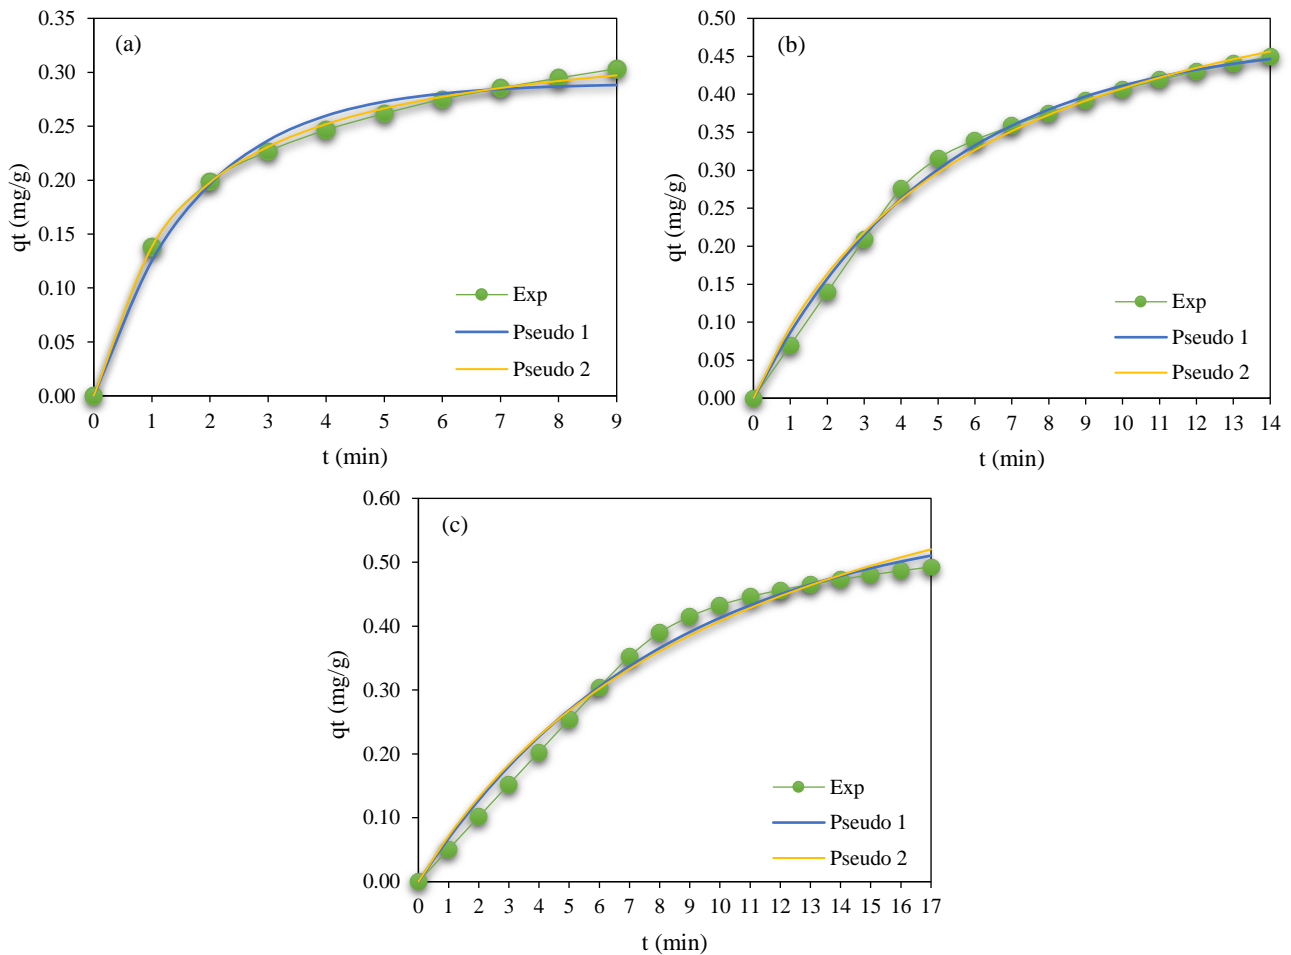 (a)
0.35
0.30
0.25
0.20
0.15
0.10
0.05
0.00
qt (mg/g)
0 1 2 3 4 5 6 7 8 9
t (min)
Exp
Pseudo 1
Pseudo 2
(b)
0.50
0.45
0.40
0.35
0.30
0.25
0.20
0.15
0.10
0.05
0.00
qt (mg/g)
0 1 2 3 4 5 6 7 8 9 10 11 12 13 14
t (min)
Exp
Pseudo 1
Pseudo 2
(c)
0.60
0.50
0.40
0.30
0.20
0.10
0.00
qt (mg/g)
0 1 2 3 4 5 6 7 8 9 10 11 12 13 14 15 16 17
t (min)
Exp
Pseudo 1
Pseudo 2